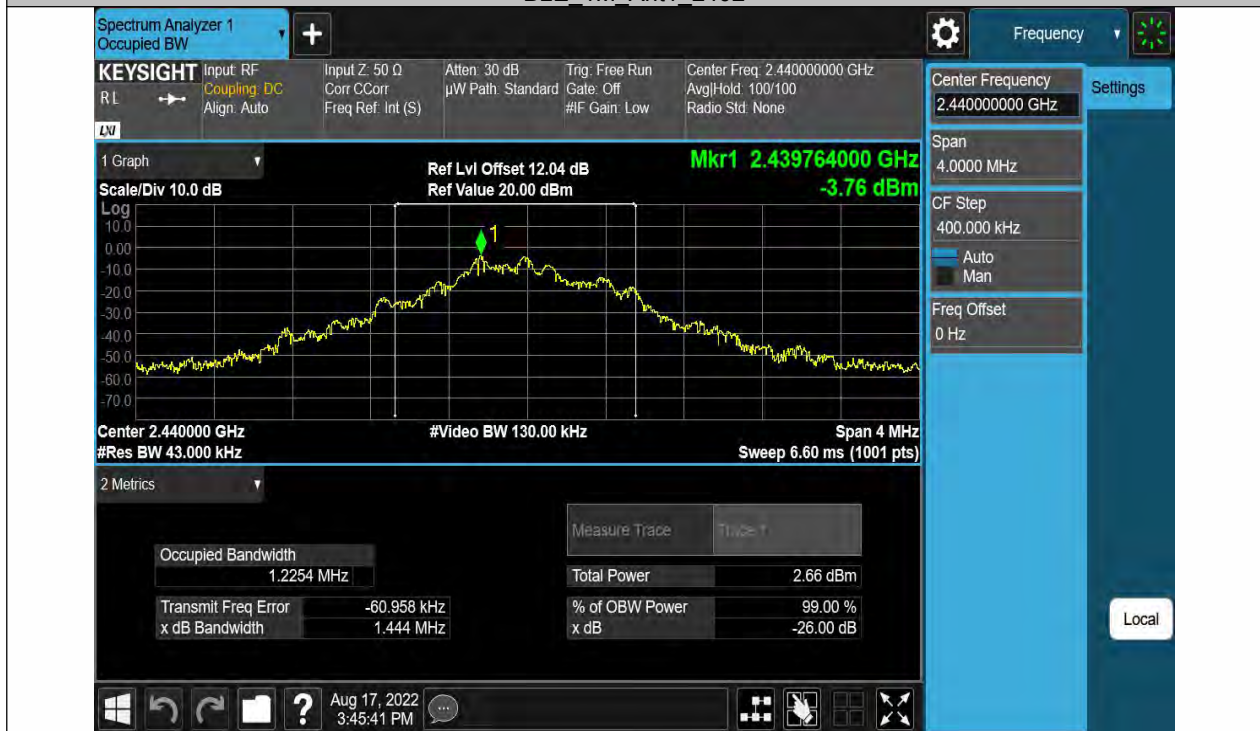 Spectrum Analyzer 1
Occupied BW
Frequency
KEYSIGHT
R L
LXI
Input: RF
Coupling: DC
Align: Auto
Input Z: 50 Ω
Corr CCorr
Freq Ref: Int (S)
Atten: 30 dB
µW Path: Standard
Trig: Free Run
Gate: Off
#IF Gain: Low
Center Freq: 2.440000000 GHz
Avg|Hold: 100/100
Radio Std: None
Center Frequency
2.440000000 GHz
Settings
Span
4.0000 MHz
CF Step
400.000 kHz
Auto
Man
Freq Offset
0 Hz
Local
1 Graph
Scale/Div 10.0 dB
Ref Lvl Offset 12.04 dB
Ref Value 20.00 dBm
Mkr1 2.439764000 GHz
-3.76 dBm
Log
10.0
0.00
-10.0
-20.0
-30.0
-40.0
-50.0
-60.0
-70.0
1
Center 2.440000 GHz
#Res BW 43.000 kHz
#Video BW 130.00 kHz
Span 4 MHz
Sweep 6.60 ms (1001 pts)
2 Metrics
Measure Trace Trace 1
Occupied Bandwidth
1.2254 MHz
Total Power 2.66 dBm
Transmit Freq Error -60.958 kHz
% of OBW Power 99.00 %
x dB Bandwidth 1.444 MHz
x dB -26.00 dB
Aug 17, 2022
3:45:41 PM